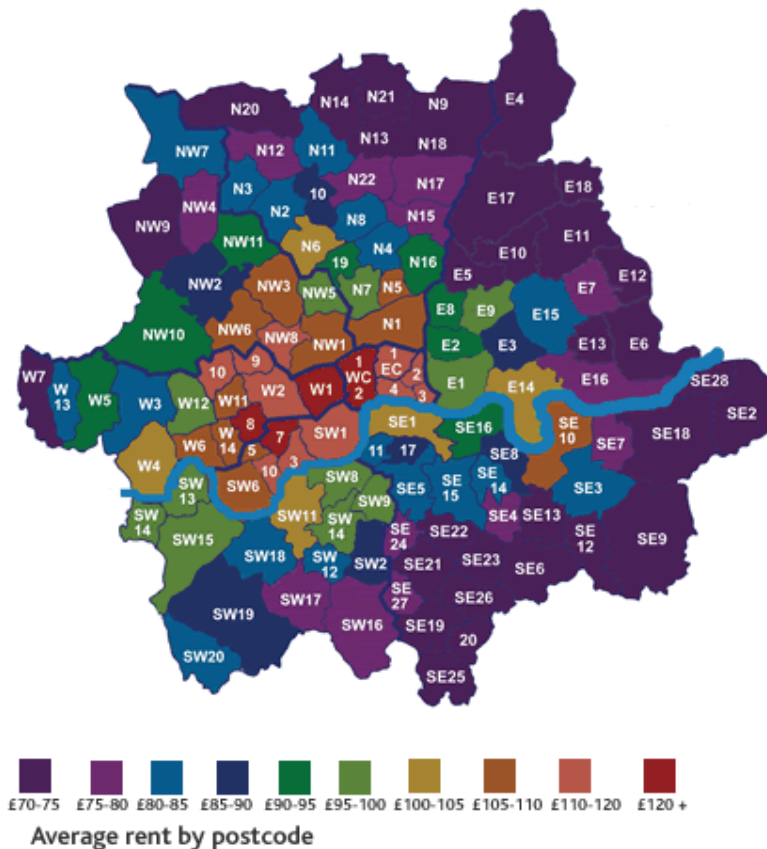 E4
N14
N21
N9
N20
N13
N18
N11
N12
NW7
N22
N17
E17
E18
N3
10
NW4
N2
N8
N15
NW9
E11
NW11
N6
N4
E10
19
N16
E5
E12
NW2
NW3
NW5
N7
N5
E7
E8
E9
E15
NW10
NW6
NW8
NW1
N1
E2
E3
E13
E6
W7
W
13
W5
W3
W12
10
9
W2
W11
W1
1
WC
2
1
EC
2
4
3
E1
E14
E16
SE28
8
7
SW1
SE1
SE16
SE
10
SE7
SE18
SE2
W4
W6
W
14
5
10
3
11
17
SE8
SW
13
SW6
SW8
SE5
SE
15
SE
14
SE3
SW
14
SW15
SW11
SW9
SW
14
SE
24
SE22
SE4
SE13
SE
12
SE9
SW18
SW
12
SW2
SE21
SE23
SE6
SW17
SE
27
SE26
SW19
SW16
SE19
20
SW20
SE25
£70-75 £75-80 £80-85 £85-90 £90-95 £95-100 £100-105 £105-110 £110-120 £120 +
Average rent by postcode